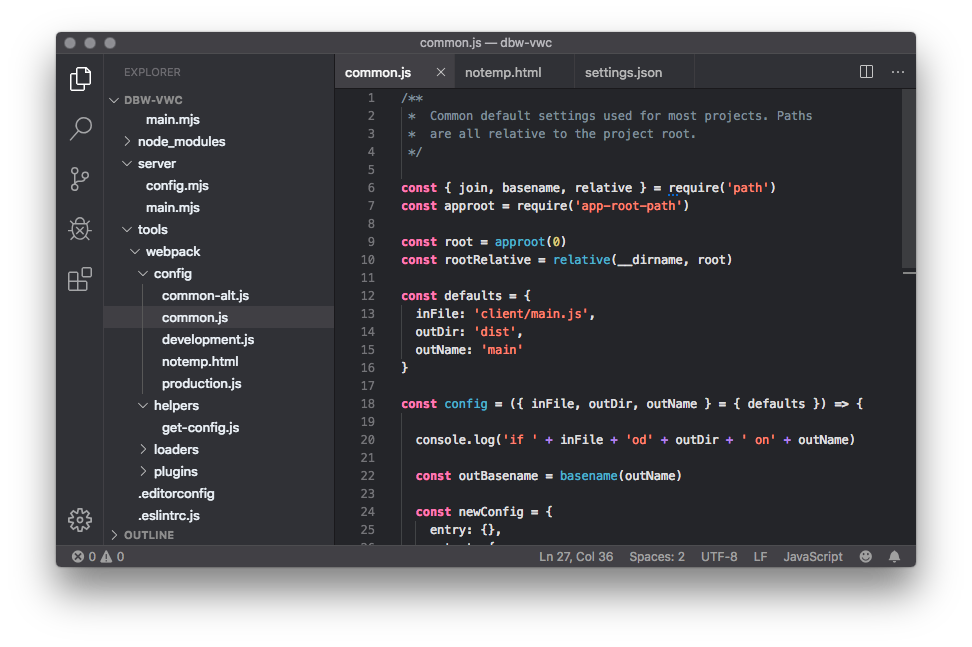 common.js — dbw-vwc
EXPLORER
DBW-VWC
main.mjs
node_modules
server
config.mjs
main.mjs
tools
webpack
config
common-alt.js
common.js
development.js
notemp.html
production.js
helpers
get-config.js
loaders
plugins
.editorconfig
.eslintrc.js
OUTLINE
common.js notemp.html settings.json
1 /**
2  *  Common default settings used for most projects. Paths
3  *  are all relative to the project root.
4  */
5
6 const { join, basename, relative } = require('path')
7 const approot = require('app-root-path')
8
9 const root = approot(0)
10 const rootRelative = relative(__dirname, root)
11
12 const defaults = {
13   inFile: 'client/main.js',
14   outDir: 'dist',
15   outName: 'main'
16 }
17
18 const config = ({ inFile, outDir, outName } = { defaults }) => {
19
20   console.log('if ' + inFile + 'od' + outDir + ' on' + outName)
21
22   const outBasename = basename(outName)
23
24   const newConfig = {
25     entry: {},
0 0 Ln 27, Col 36 Spaces: 2 UTF-8 LF JavaScript